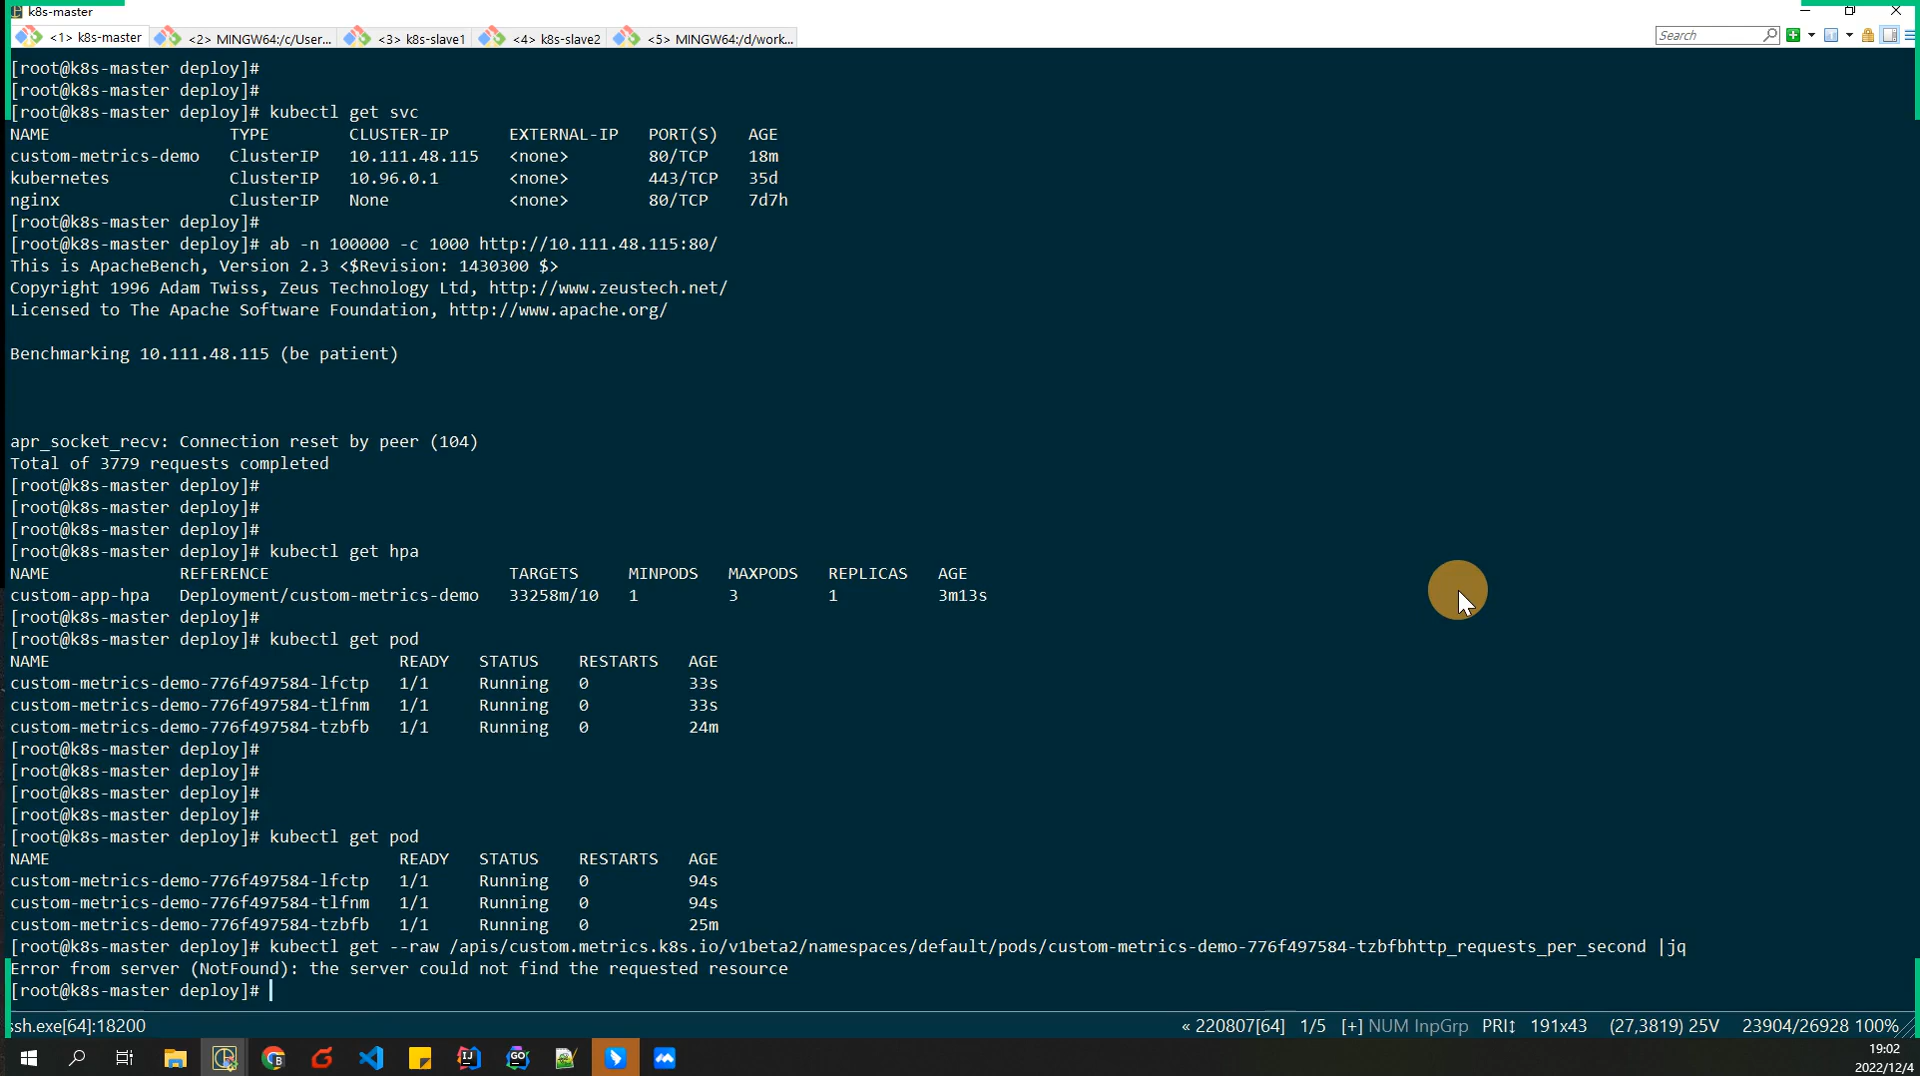 k8s-master
<1> k8s-master <2> MINGW64:/c/User... <3> k8s-slave1 <4> k8s-slave2 <5> MINGW64:/d/work... Search
[root@k8s-master deploy]#
[root@k8s-master deploy]#
[root@k8s-master deploy]# kubectl get svc
NAME TYPE CLUSTER-IP EXTERNAL-IP PORT(S) AGE
custom-metrics-demo ClusterIP 10.111.48.115 <none> 80/TCP 18m
kubernetes ClusterIP 10.96.0.1 <none> 443/TCP 35d
nginx ClusterIP None <none> 80/TCP 7d7h
[root@k8s-master deploy]#
[root@k8s-master deploy]# ab -n 100000 -c 1000 http://10.111.48.115:80/
This is ApacheBench, Version 2.3 <$Revision: 1430300 $>
Copyright 1996 Adam Twiss, Zeus Technology Ltd, http://www.zeustech.net/
Licensed to The Apache Software Foundation, http://www.apache.org/
Benchmarking 10.111.48.115 (be patient)
apr_socket_recv: Connection reset by peer (104)
Total of 3779 requests completed
[root@k8s-master deploy]#
[root@k8s-master deploy]#
[root@k8s-master deploy]#
[root@k8s-master deploy]# kubectl get hpa
NAME REFERENCE TARGETS MINPODS MAXPODS REPLICAS AGE
custom-app-hpa Deployment/custom-metrics-demo 33258m/10 1 3 1 3m13s
[root@k8s-master deploy]#
[root@k8s-master deploy]# kubectl get pod
NAME READY STATUS RESTARTS AGE
custom-metrics-demo-776f497584-lfctp 1/1 Running 0 33s
custom-metrics-demo-776f497584-tlfnm 1/1 Running 0 33s
custom-metrics-demo-776f497584-tzbfb 1/1 Running 0 24m
[root@k8s-master deploy]#
[root@k8s-master deploy]#
[root@k8s-master deploy]#
[root@k8s-master deploy]#
[root@k8s-master deploy]# kubectl get pod
NAME READY STATUS RESTARTS AGE
custom-metrics-demo-776f497584-lfctp 1/1 Running 0 94s
custom-metrics-demo-776f497584-tlfnm 1/1 Running 0 94s
custom-metrics-demo-776f497584-tzbfb 1/1 Running 0 25m
[root@k8s-master deploy]# kubectl get --raw /apis/custom.metrics.k8s.io/v1beta2/namespaces/default/pods/custom-metrics-demo-776f497584-tzbfbhttp_requests_per_second |jq
Error from server (NotFound): the server could not find the requested resource
[root@k8s-master deploy]#
ssh.exe[64]:18200 « 220807[64] 1/5 [+] NUM InpGrp PRI↕ 191x43 (27,3819) 25V 23904/26928 100%
19:02
2022/12/4